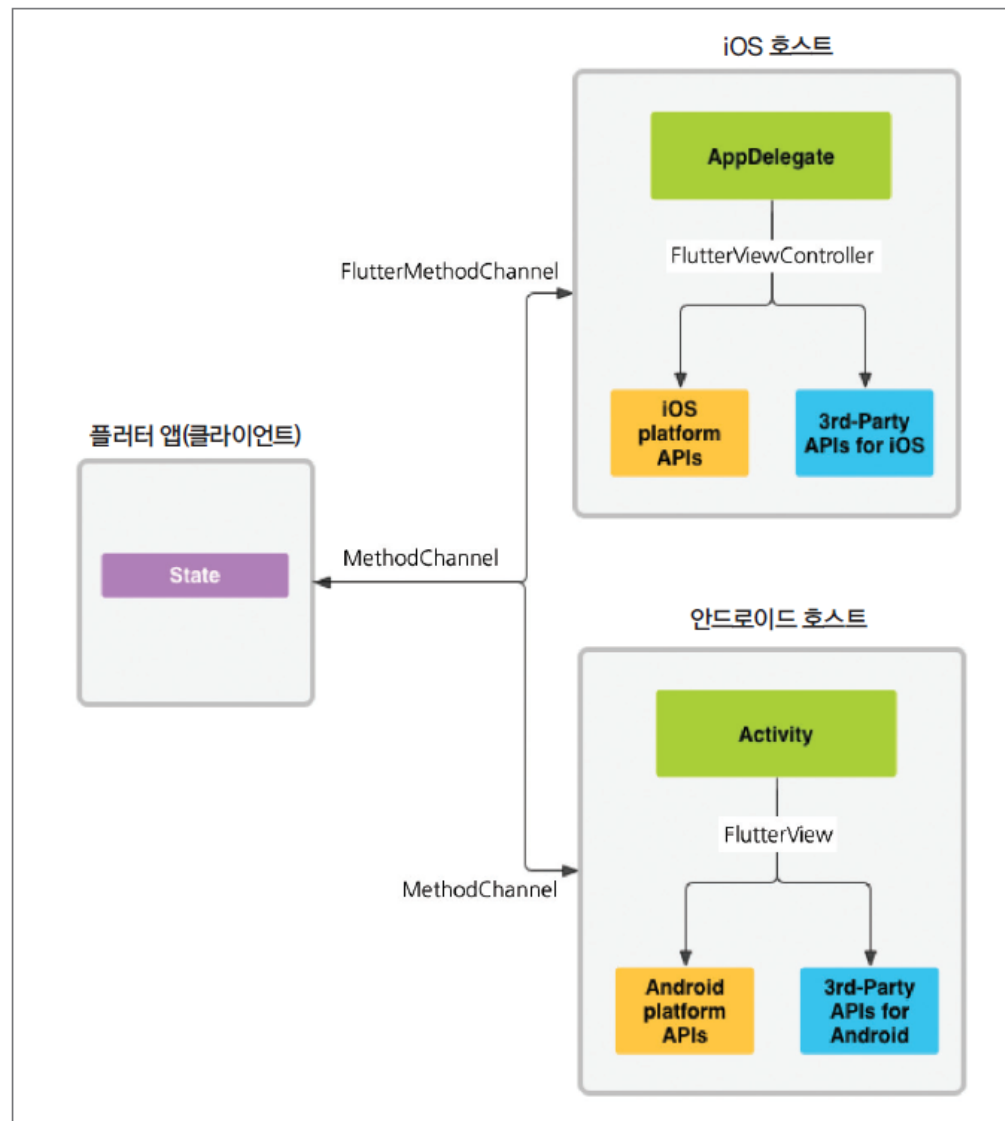 iOS 호스트
AppDelegate
FlutterMethodChannel
FlutterViewController
iOS
platform
APIs
3rd-Party
APIs for iOS
플러터 앱(클라이언트)
State
MethodChannel
안드로이드 호스트
Activity
FlutterView
MethodChannel
Android
platform
APIs
3rd-Party
APIs for
Android